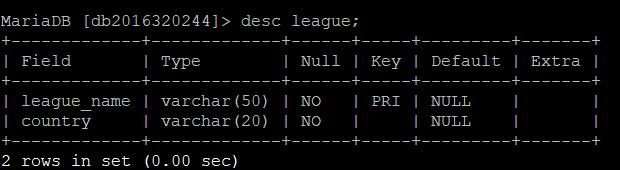 MariaDB [db2016320244]> desc league;
+-------------+-------------+------+-----+---------+-------+
| Field       | Type        | Null | Key | Default | Extra |
+-------------+-------------+------+-----+---------+-------+
| league_name | varchar(50) | NO   | PRI | NULL    |       |
| country     | varchar(20) | NO   |     | NULL    |       |
+-------------+-------------+------+-----+---------+-------+
2 rows in set (0.00 sec)